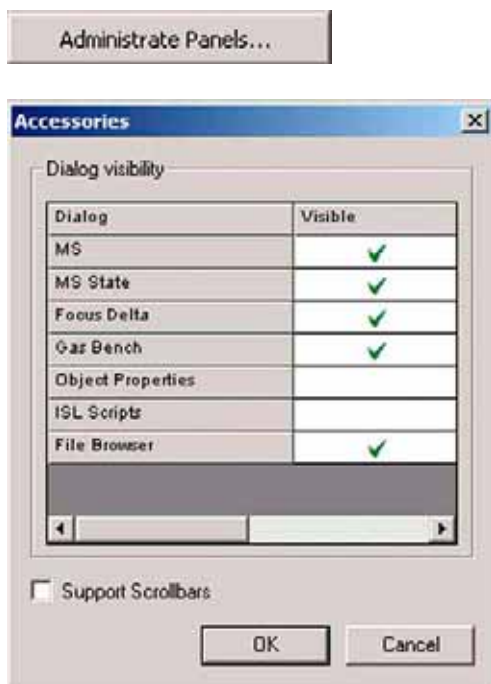 Administrate Panels...
Accessories
Dialog visibility
Dialog Visible
MS
MS State
Focus Delta
Gas Bench
Object Properties
ISL Scripts
File Browser
Support Scrollbars
OK Cancel